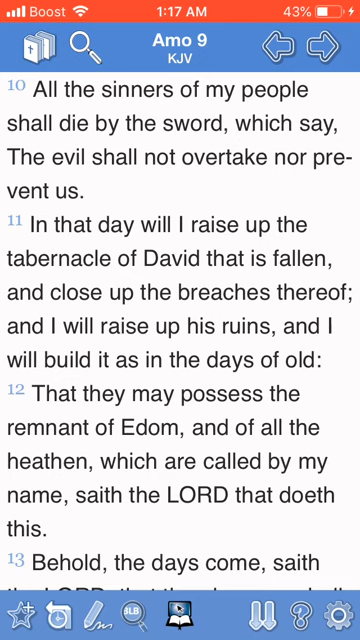 Boost 1:17 AM 43%
Amo 9
KJV
10 All the sinners of my people
shall die by the sword, which say,
The evil shall not overtake nor pre-
vent us.
11 In that day will I raise up the
tabernacle of David that is fallen,
and close up the breaches thereof;
and I will raise up his ruins, and I
will build it as in the days of old:
12 That they may possess the
remnant of Edom, and of all the
heathen, which are called by my
name, saith the LORD that doeth
this.
13 Behold, the days come, saith
BLB